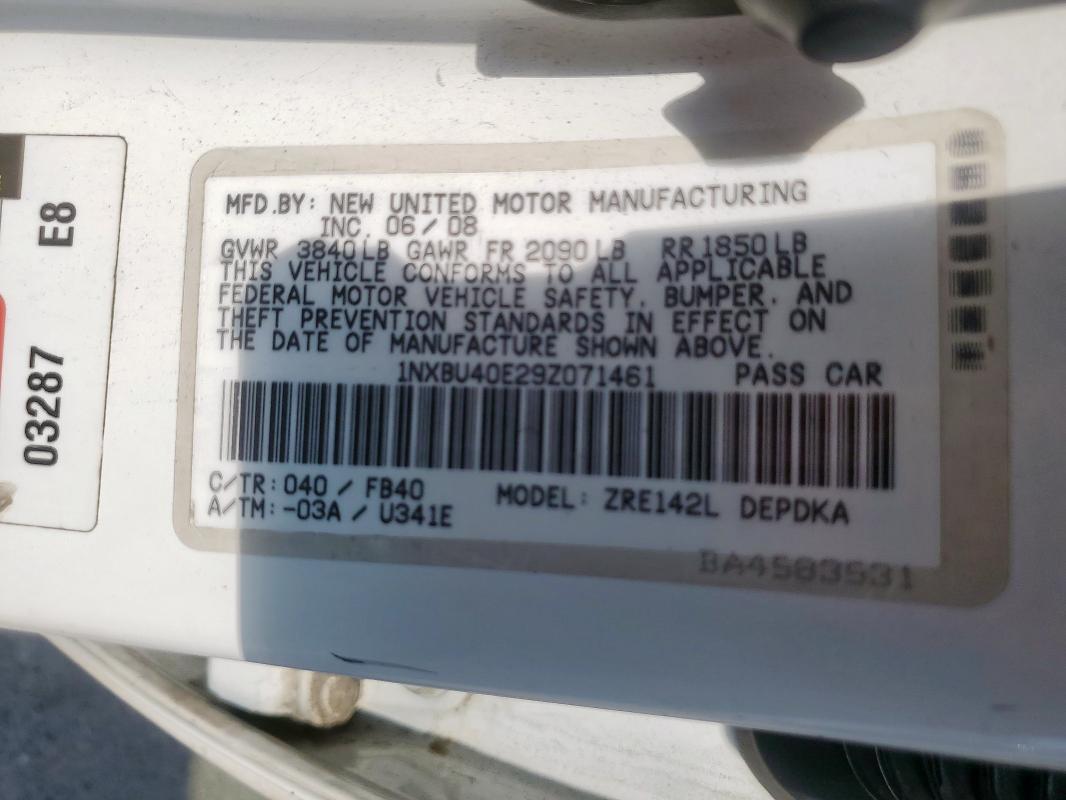 MFD.BY: NEW UNITED MOTOR MANUFACTURING
INC. 06/08
GVWR 3840LB GAWR FR 2090LB RR1850LB
THIS VEHICLE CONFORMS TO ALL APPLICABLE
FEDERAL MOTOR VEHICLE SAFETY, BUMPER, AND
THEFT PREVENTION STANDARDS IN EFFECT ON
THE DATE OF MANUFACTURE SHOWN ABOVE.
1NXBU40E29Z071461 PASS CAR
C/TR: 040 / FB40
A/TM: -03A / U341E
MODEL: ZRE142L DEPDKA
BA4583531
03287 E8